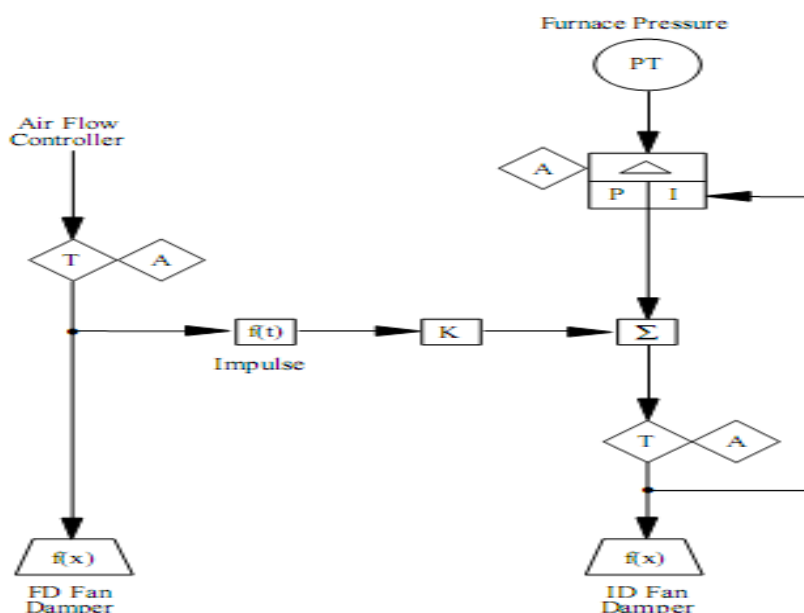 Furnace Pressure
PT
Air Flow
Controller
A
P I
T A
f(t) K Σ
Impulse
T A
f(x) f(x)
FD Fan
Damper
ID Fan
Damper